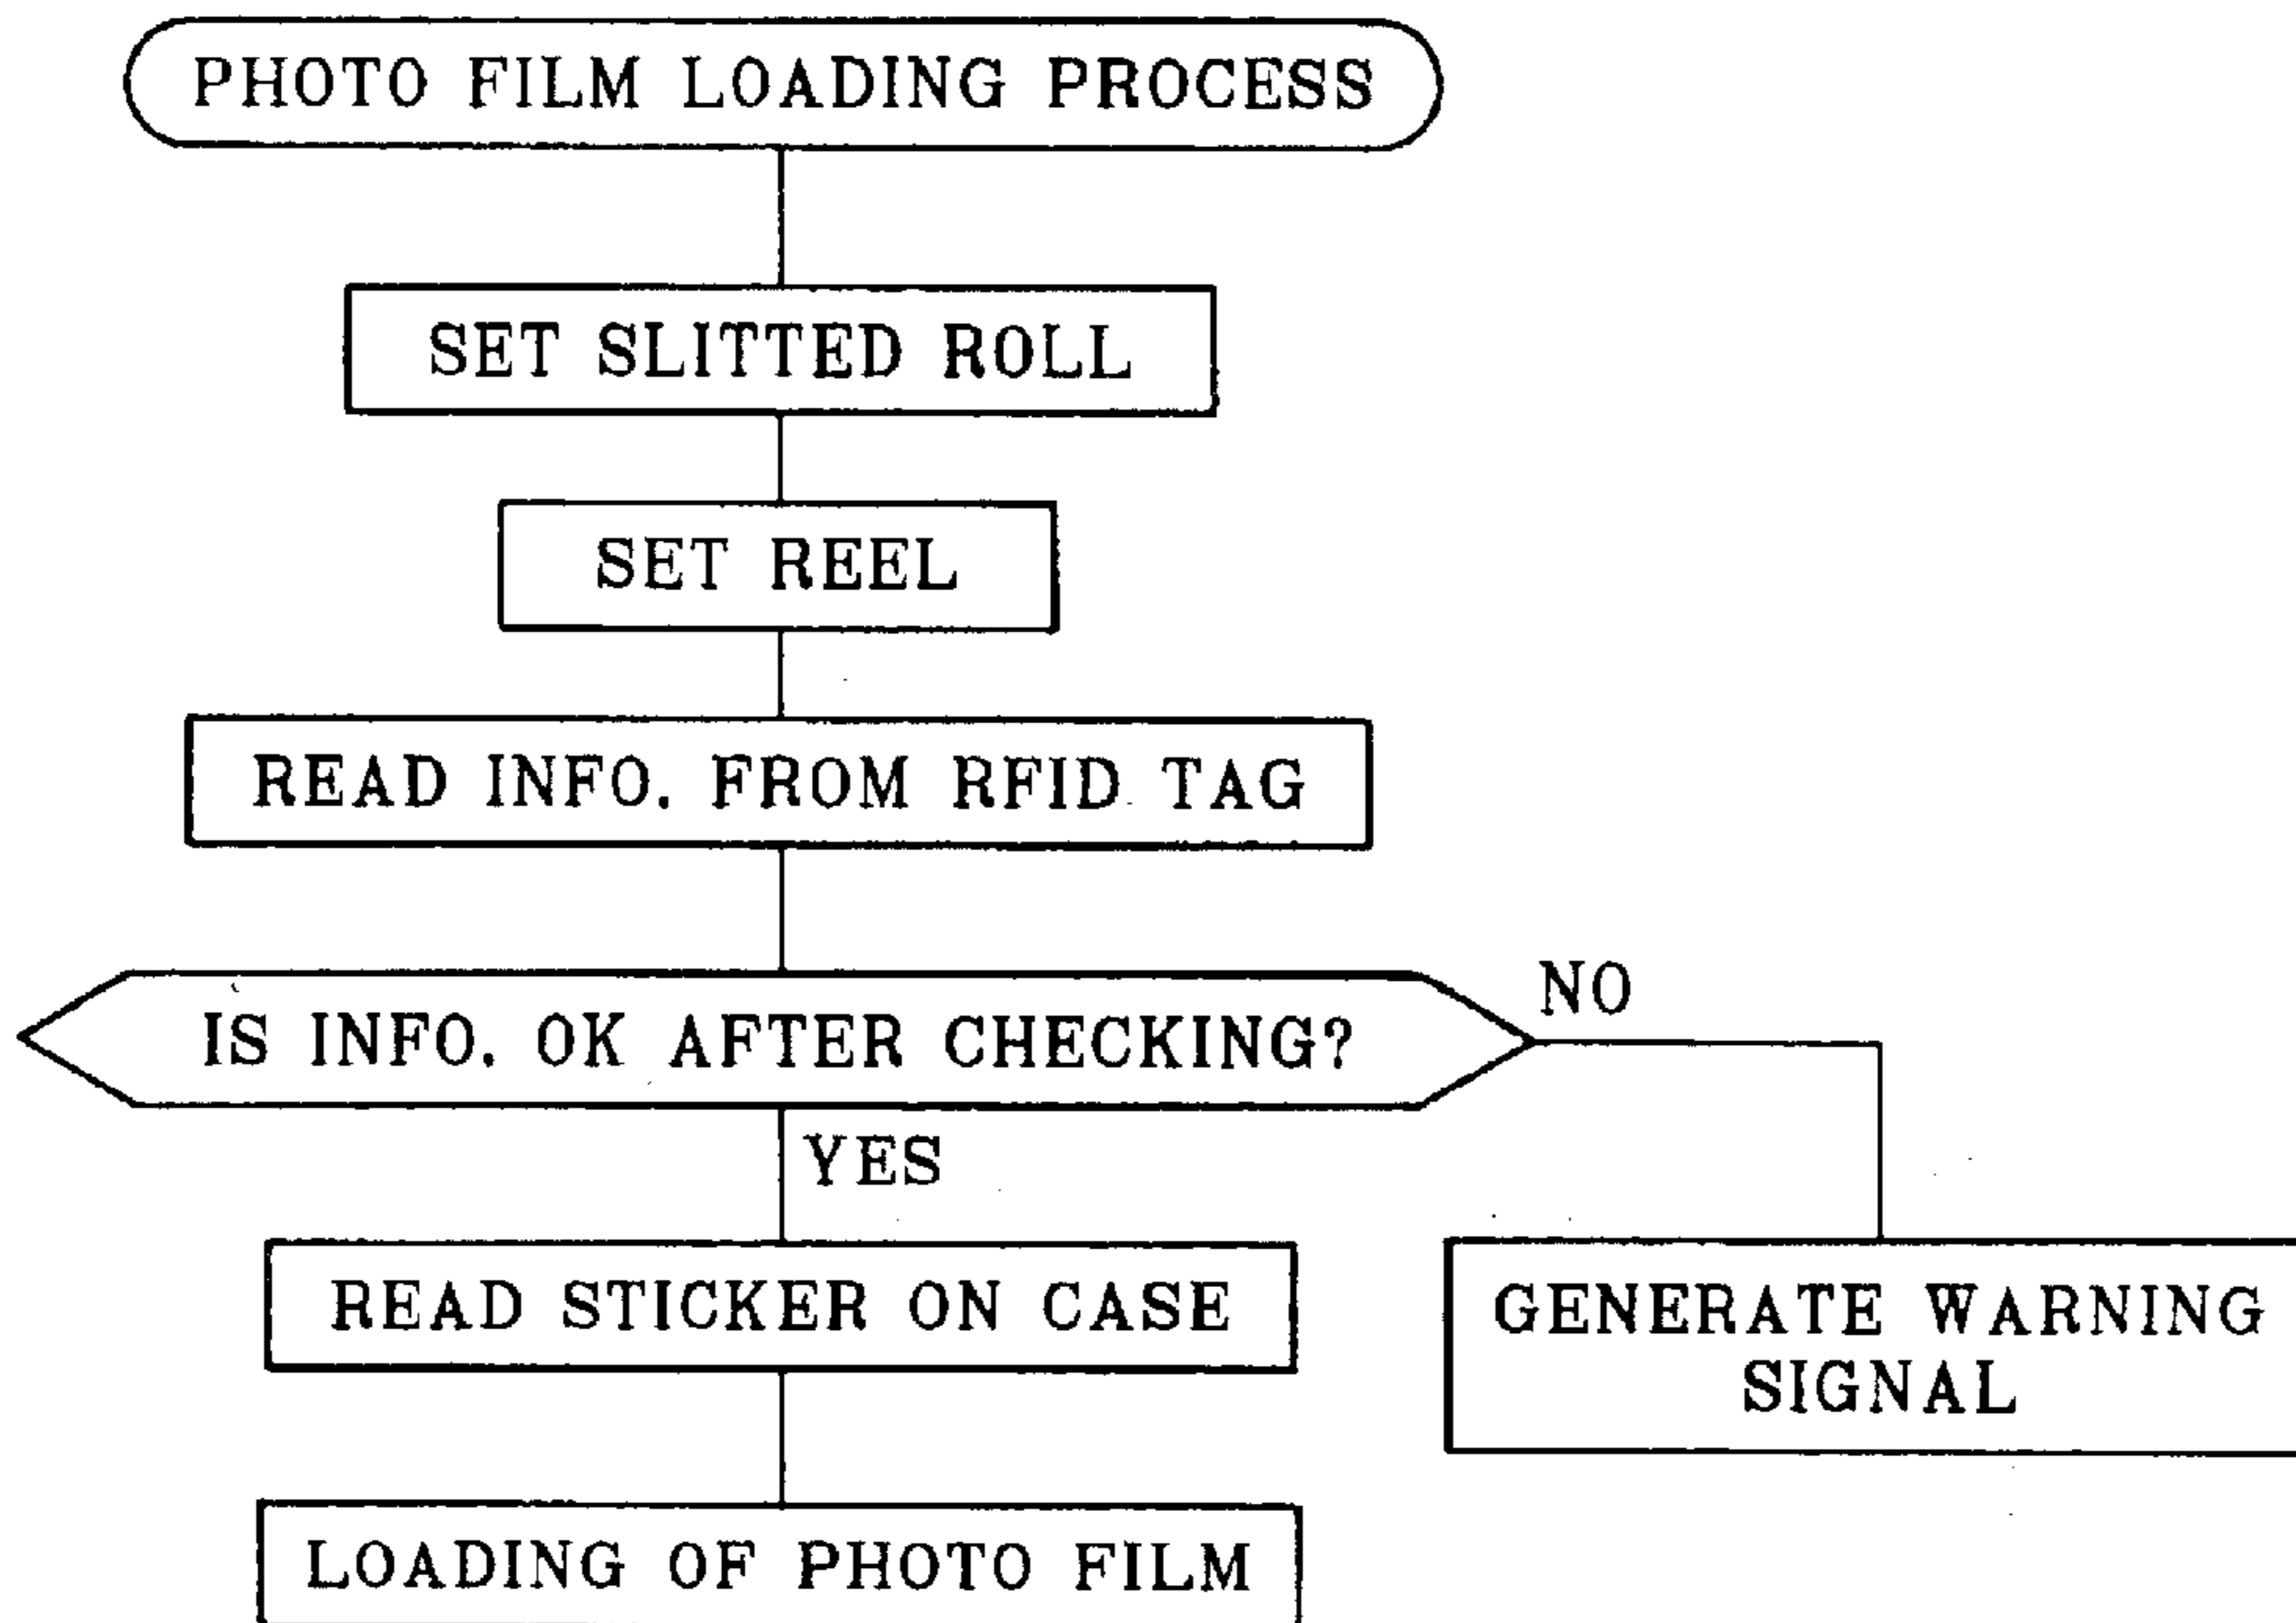 PHOTO FILM LOADING PROCESS
SET SLITTED ROLL
SET REEL
READ INFO. FROM RFID TAG
IS INFO. OK AFTER CHECKING?
NO
YES
READ STICKER ON CASE
GENERATE WARNING
SIGNAL
LOADING OF PHOTO FILM